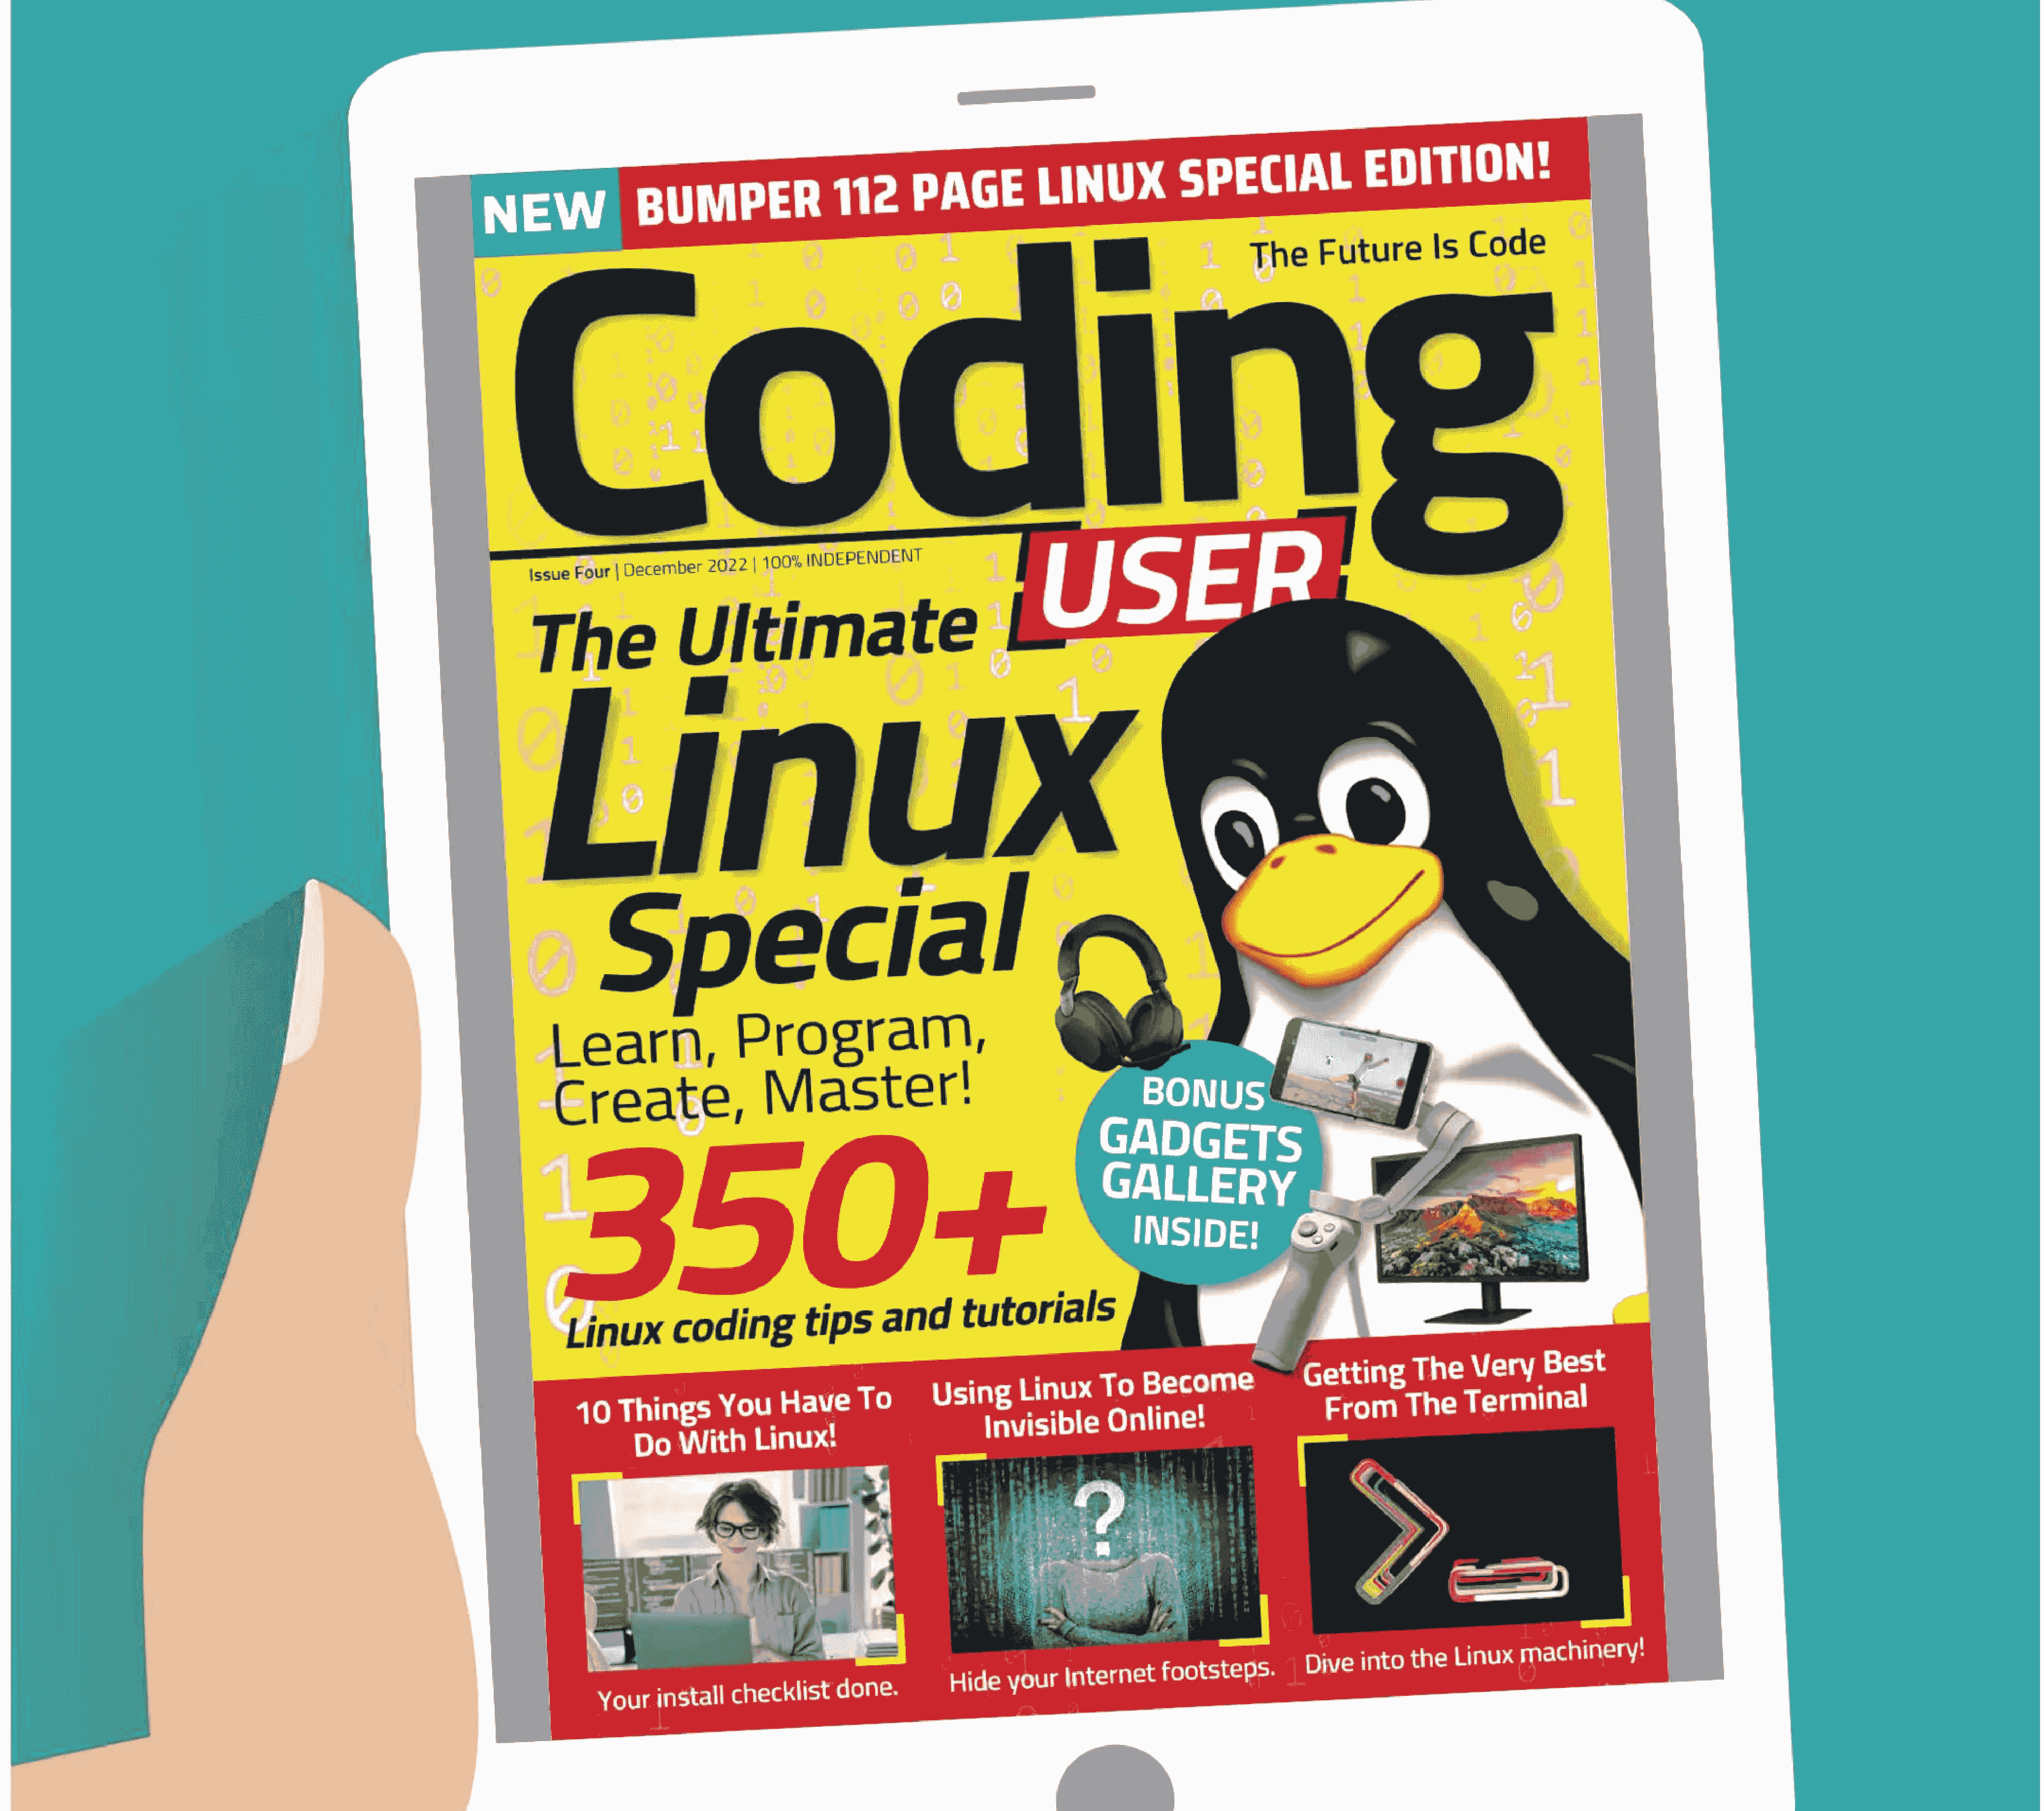 NEW BUMPER 112 PAGE LINUX SPECIAL EDITION!
The Future Is Code
Coding
USER
Issue Four | December 2022 | 100% INDEPENDENT
The Ultimate
Linux
Special
Learn, Program,
Create, Master!
350+
Linux coding tips and tutorials
BONUS
GADGETS
GALLERY
INSIDE!
10 Things You Have To
Do With Linux!
Your install checklist done.
Using Linux To Become
Invisible Online!
?
Hide your Internet footsteps.
Getting The Very Best
From The Terminal
>_
Dive into the Linux machinery!